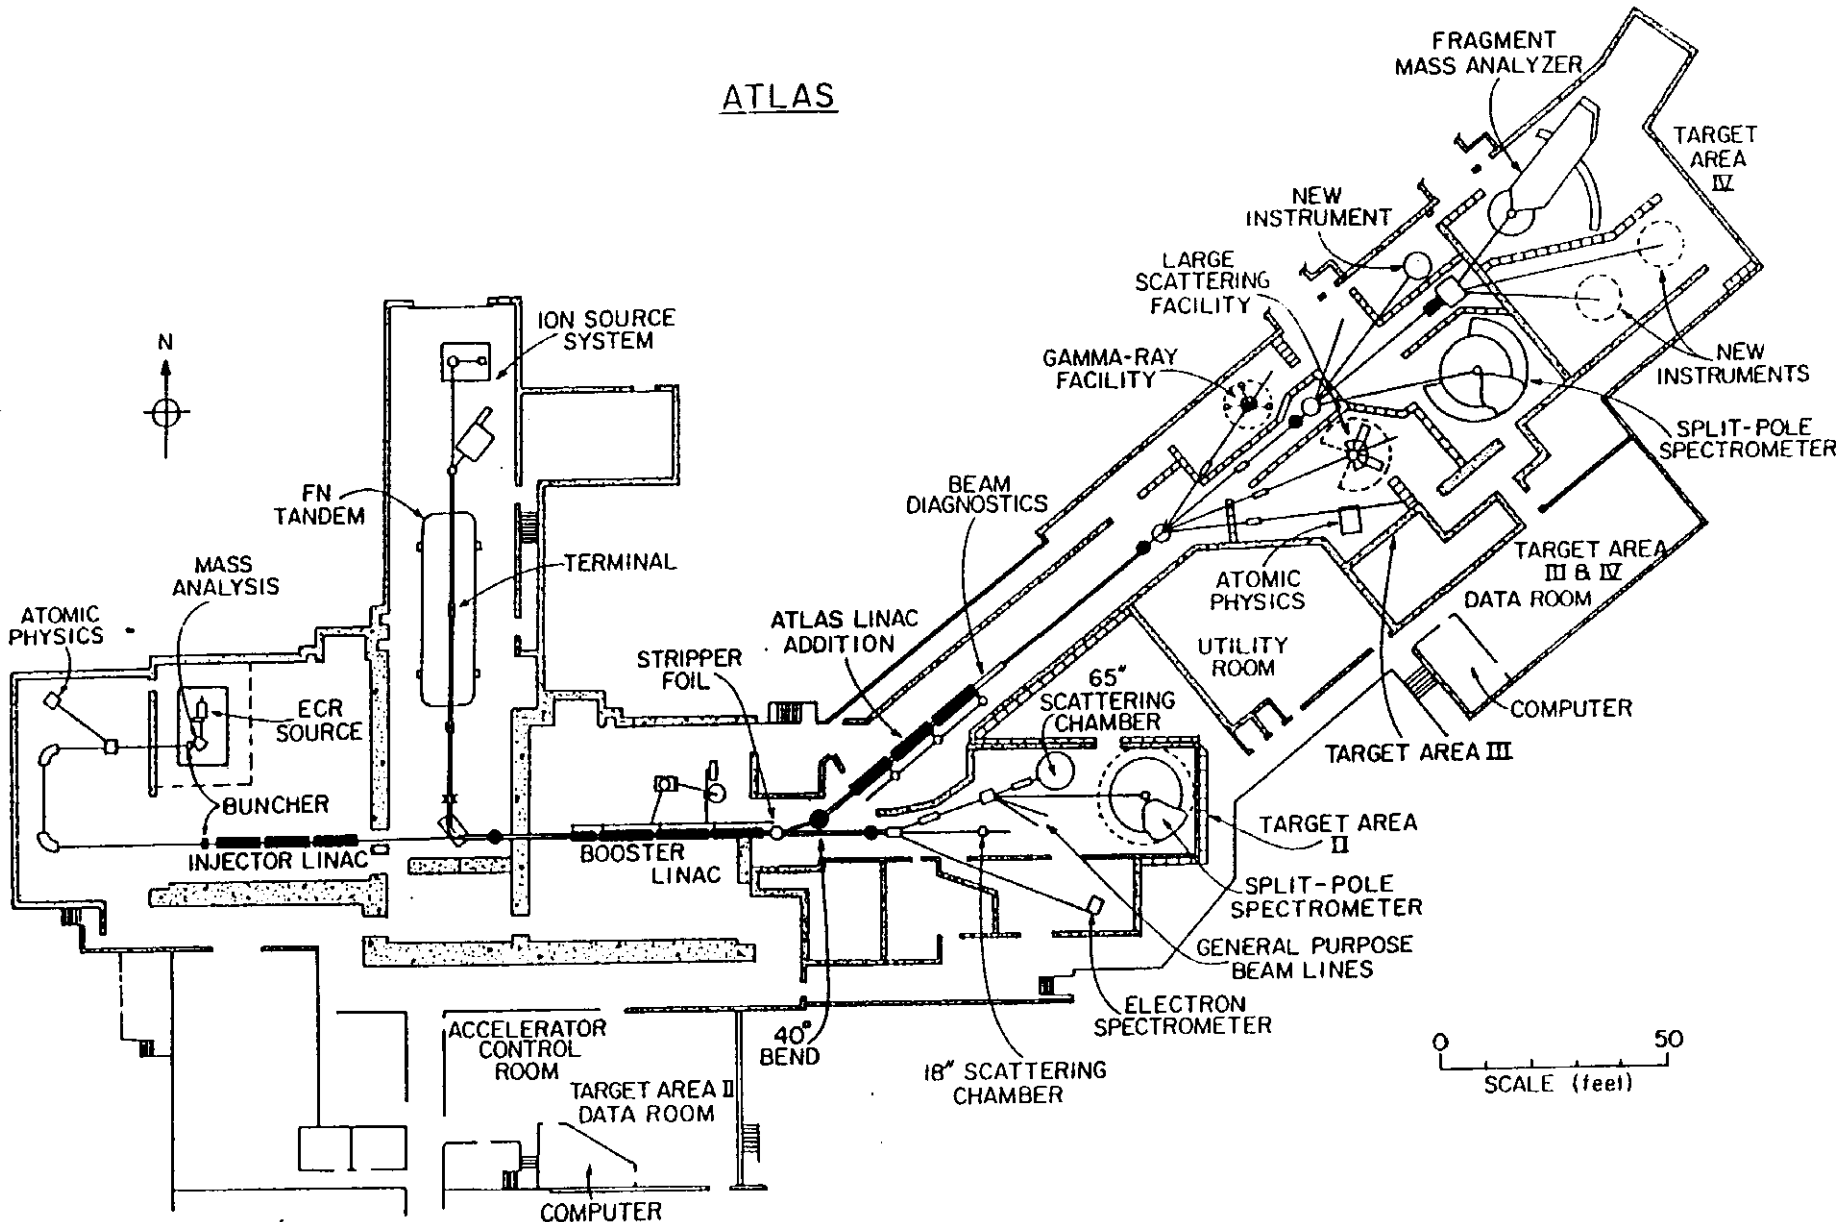 ATLAS
FRAGMENT
MASS ANALYZER
TARGET
AREA
IV
NEW
INSTRUMENT
LARGE
SCATTERING
FACILITY
ION SOURCE
SYSTEM
N
GAMMA-RAY
FACILITY
NEW
INSTRUMENTS
SPLIT-POLE
SPECTROMETER
FN
TANDEM
BEAM
DIAGNOSTICS
MASS
ANALYSIS
TERMINAL
TARGET AREA
III & IV
DATA ROOM
ATOMIC
PHYSICS
ATOMIC
PHYSICS
ATLAS LINAC
ADDITION
UTILITY
ROOM
STRIPPER
FOIL
65"
SCATTERING
CHAMBER
ECR
SOURCE
COMPUTER
TARGET AREA III
BUNCHER
INJECTOR LINAC
BOOSTER
LINAC
TARGET AREA
II
SPLIT-POLE
SPECTROMETER
GENERAL PURPOSE
BEAM LINES
ELECTRON
SPECTROMETER
ACCELERATOR
CONTROL
ROOM
40°
BEND
18" SCATTERING
CHAMBER
TARGET AREA II
DATA ROOM
COMPUTER
0 50
SCALE (feet)